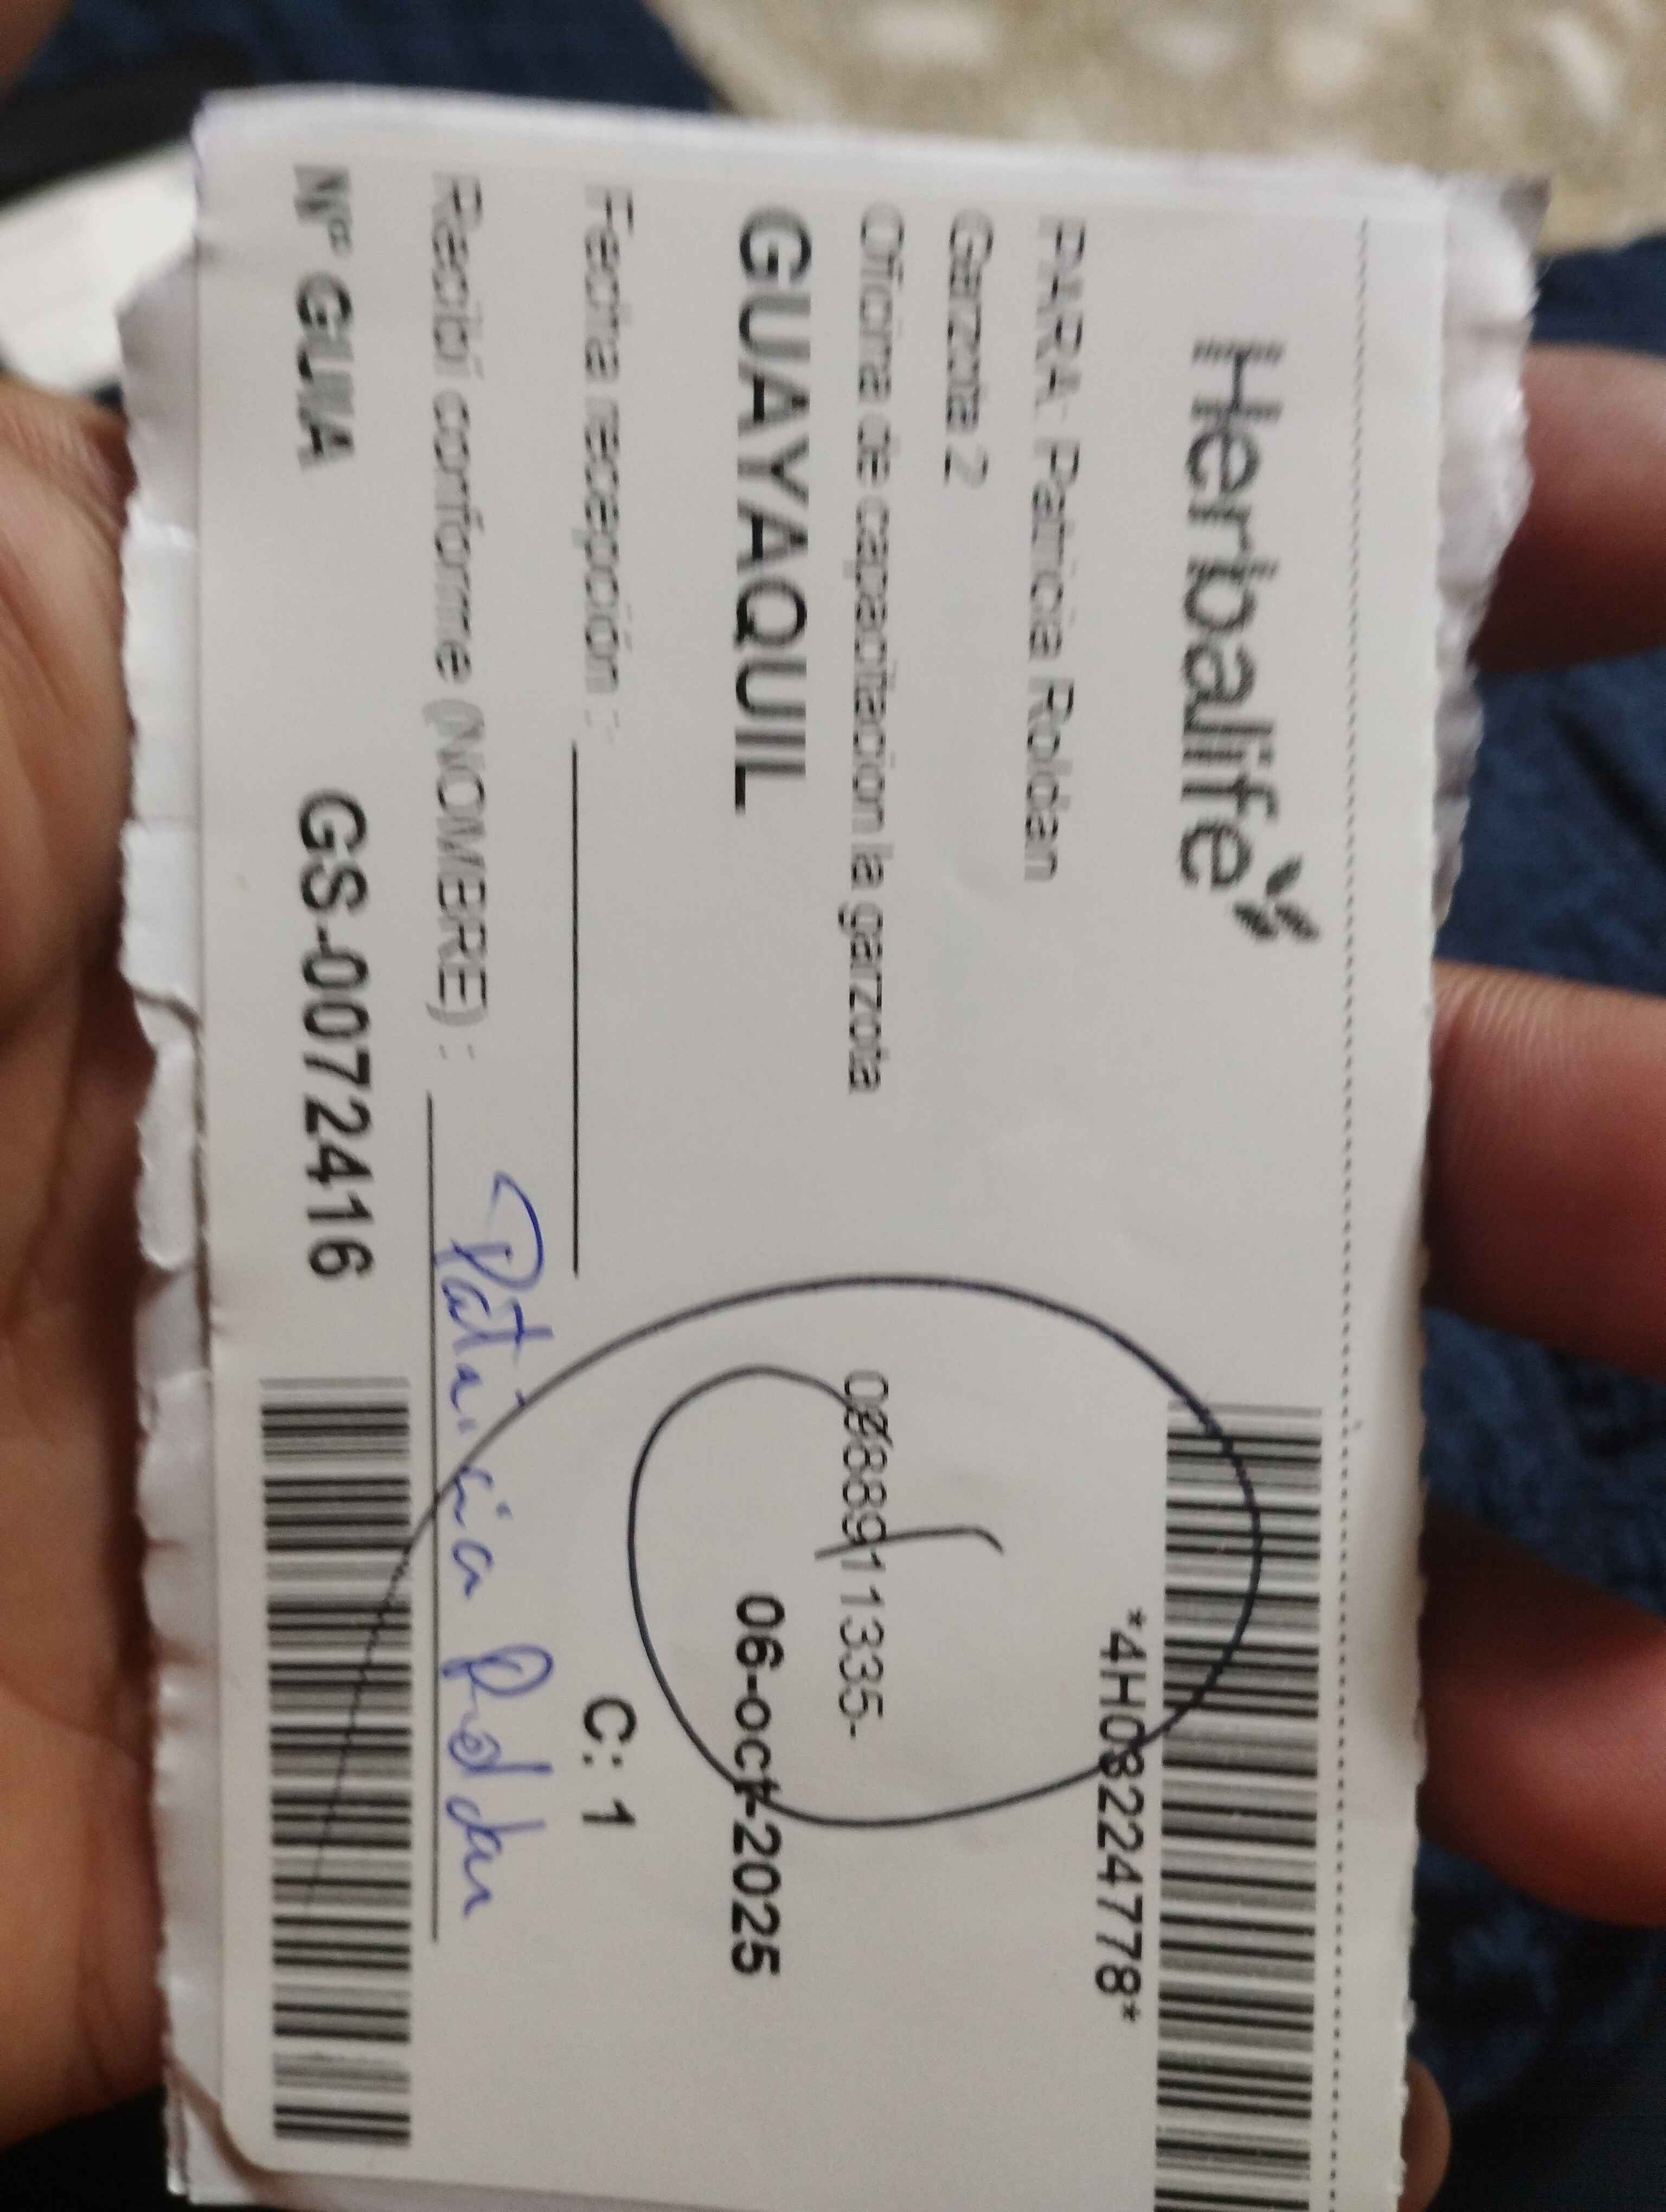 Herbalife
*4H08224778*
PARA: Patricia Roldan
Garzota 2
Oficina de capacitacion la garzota
0988911335-
GUAYAQUIL
06-oct-2025
Fecha recepción :
C: 1
Recibí conforme (NOMBRE) : Patricia Roldan
Nº GUIA
GS-0072416